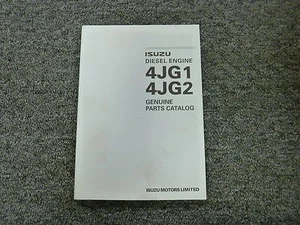 ISUZU
DIESEL ENGINE
4JG1
4JG2
GENUINE
PARTS CATALOG
ISUZU MOTORS LIMITED